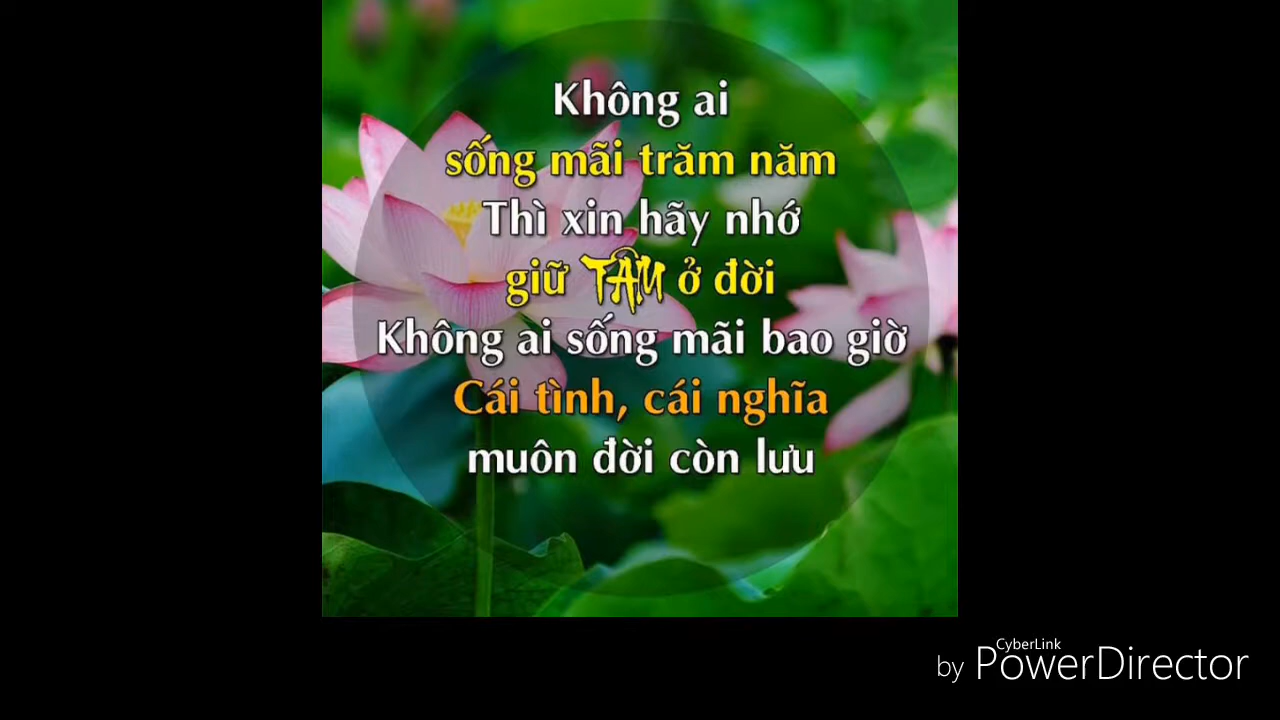 Không ai
sống mãi trăm năm
Thì xin hãy nhớ
giữ TÂM ở đời
Không ai sống mãi bao giờ
Cái tình, cái nghĩa
muôn đời còn lưu
CyberLink
by PowerDirector